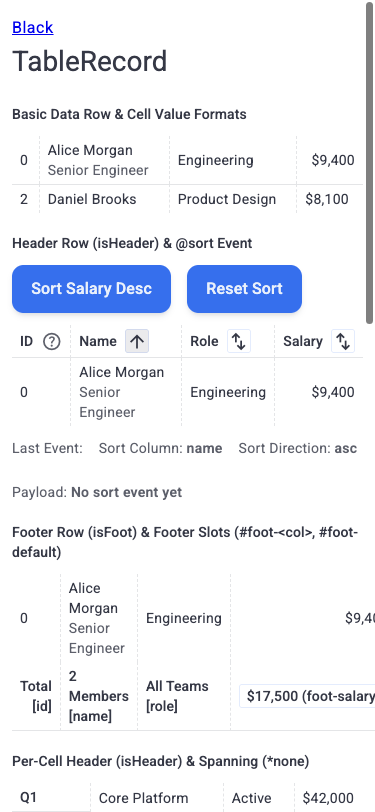 Black
TableRecord
Basic Data Row & Cell Value Formats
0 Alice Morgan Senior Engineer Engineering $9,400
2 Daniel Brooks Product Design $8,100
Header Row (isHeader) & @sort Event
Sort Salary Desc Reset Sort
ID Name Role Salary
0 Alice Morgan Senior Engineer Engineering $9,400
Last Event: Sort Column: name Sort Direction: asc
Payload: No sort event yet
Footer Row (isFoot) & Footer Slots (#foot-<col>, #foot-
default)
0 Alice Morgan Senior Engineer Engineering
Total [id] 2 Members [name] All Teams [role] $17,500 (foot-salary
Per-Cell Header (isHeader) & Spanning (*none)
Q1 Core Platform Active $42,000